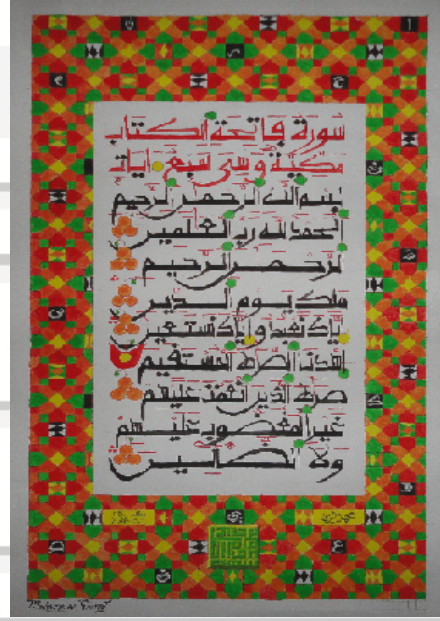 سورة فاتحة الكتاب
مكية وهي سبع ايات
بسم الله الرحمن الرحيم
الحمد لله رب العلمين
الرحمن الرحيم
ملك يوم الدين
إياك نعبد وإياك نستعين
اهدنا الصرط المستقيم
صرط الذين أنعمت عليهم
غير المغضوب عليهم
ولا الضالين